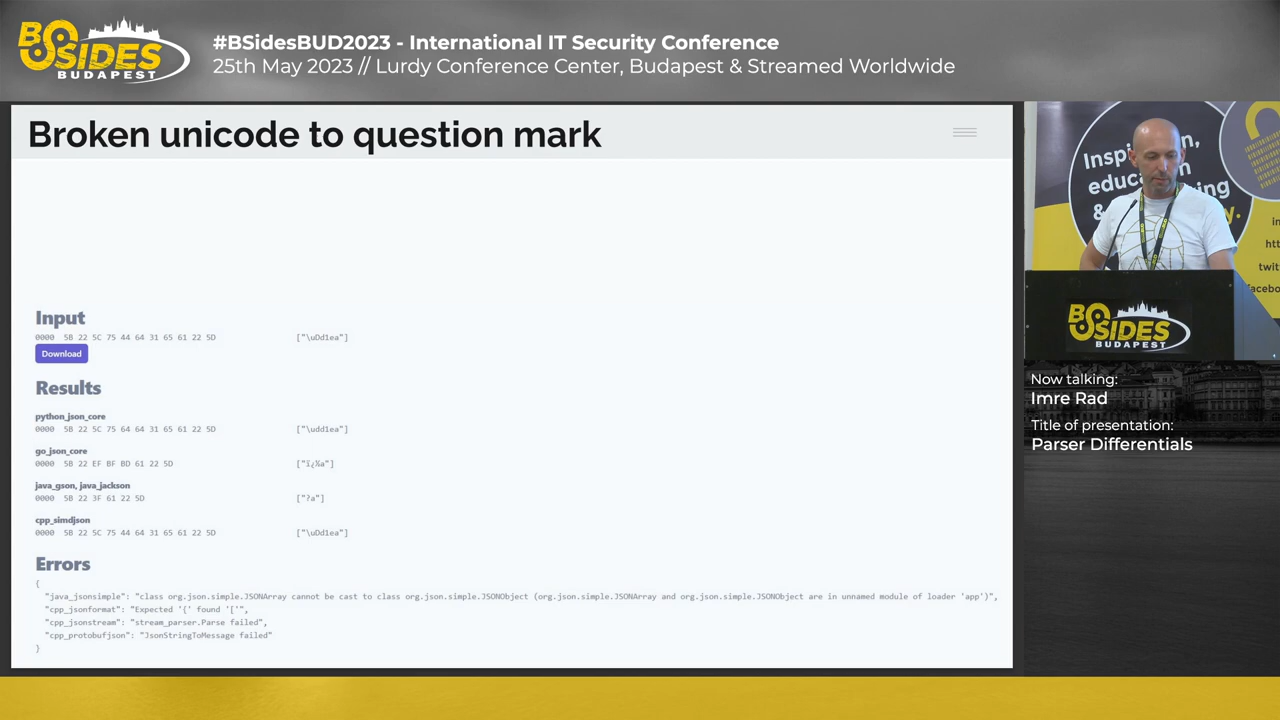 BSIDES
BUDAPEST
#BSidesBUD2023 - International IT Security Conference
25th May 2023 // Lurdy Conference Center, Budapest & Streamed Worldwide
Broken unicode to question mark
Input
0000 5B 22 5C 75 44 64 31 65 61 22 5D ["\uDd1ea"]
Download
Results
python_json_core
0000 5B 22 5C 75 64 64 31 65 61 22 5D ["\udd1ea"]
go_json_core
0000 5B 22 EF BF BD 61 22 5D ["ï¿½a"]
java_gson, java_jackson
0000 5B 22 3F 61 22 5D ["?a"]
cpp_simdjson
0000 5B 22 5C 75 44 64 31 65 61 22 5D ["\uDd1ea"]
Errors
{
"java_jsonsimple": "class org.json.simple.JSONArray cannot be cast to class org.json.simple.JSONObject (org.json.simple.JSONArray and org.json.simple.JSONObject are in unnamed module of loader 'app')",
"cpp_jsonformat": "Expected '{' found '['",
"cpp_jsonstream": "stream_parser.Parse failed",
"cpp_protobufjson": "JsonStringToMessage failed"
}
BSIDES
BUDAPEST
Now talking:
Imre Rad
Title of presentation:
Parser Differentials